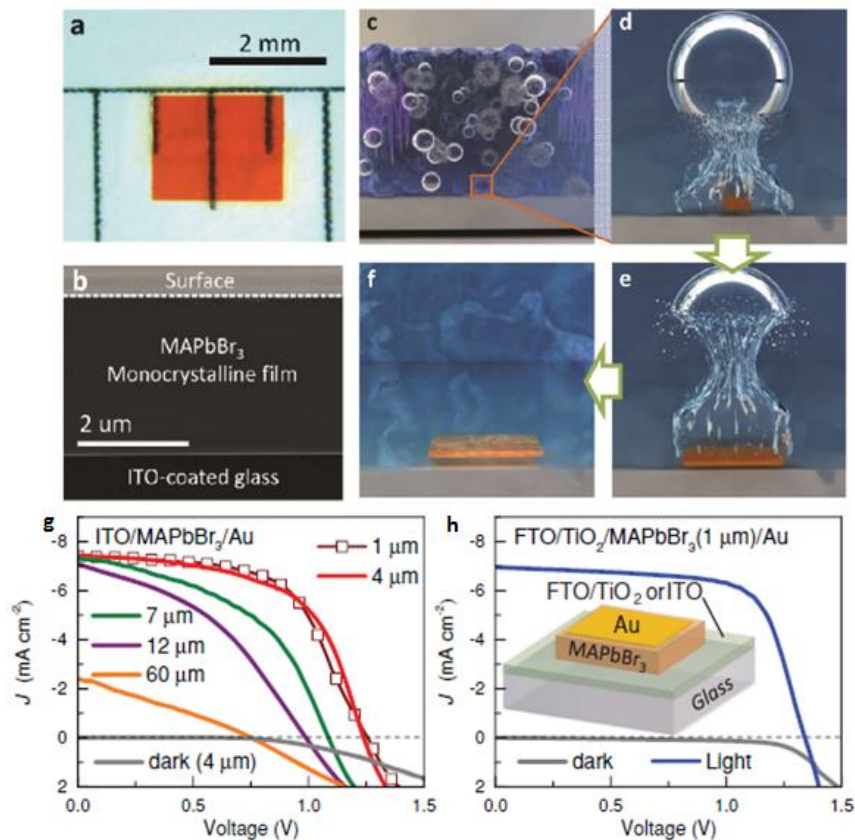 a
2 mm
c
d
b
Surface
MAPbBr₃
Monocrystalline film
2 um
ITO-coated glass
f
e
g
ITO/MAPbBr₃/Au
1 μm
4 μm
7 μm
12 μm
60 μm
dark (4 μm)
-8
-6
-4
-2
0
2
J (mA cm⁻²)
0.0
0.5
1.0
1.5
Voltage (V)
h
FTO/TiO₂/MAPbBr₃(1 μm)/Au
FTO/TiO₂ or ITO
Au
MAPbBr₃
Glass
dark
Light
-8
-6
-4
-2
0
2
J (mA cm⁻²)
0.0
0.5
1.0
1.5
Voltage (V)